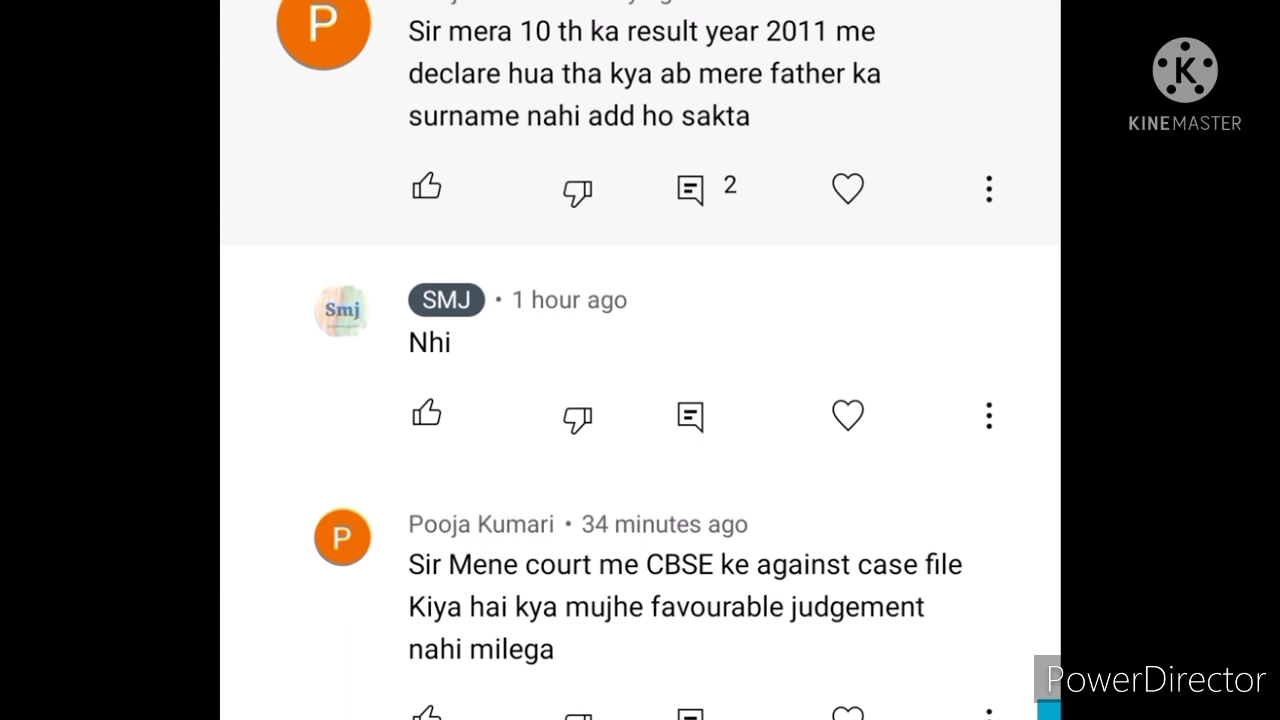 P
Sir mera 10 th ka result year 2011 me
declare hua tha kya ab mere father ka
surname nahi add ho sakta
2
K
KINEMASTER
Smj
SMJ • 1 hour ago
Nhi
P
Pooja Kumari • 34 minutes ago
Sir Mene court me CBSE ke against case file
Kiya hai kya mujhe favourable judgement
nahi milega
PowerDirector